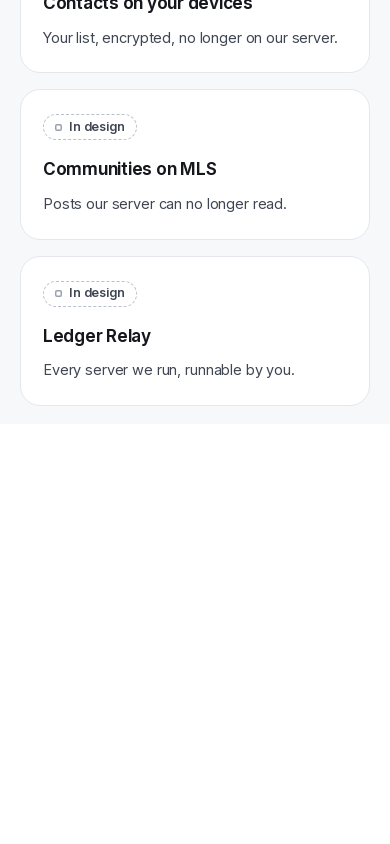 Contacts on your devices
Your list, encrypted, no longer on our server.
In design
Communities on MLS
Posts our server can no longer read.
In design
Ledger Relay
Every server we run, runnable by you.